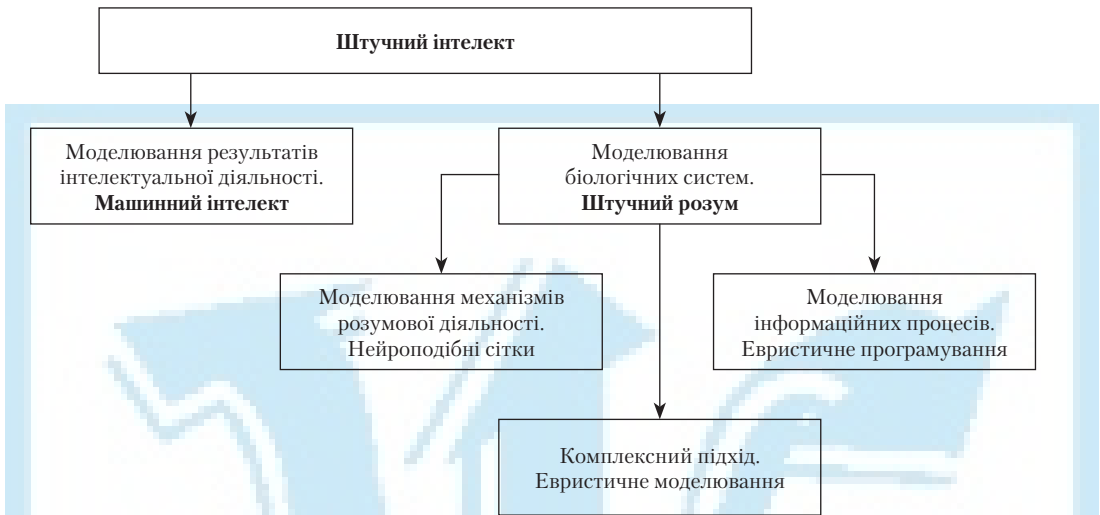 Штучний інтелект
Моделювання результатів
інтелектуальної діяльності.
Машинний інтелект
Моделювання
біологічних систем.
Штучний розум
Моделювання механізмів
розумової діяльності.
Нейроподібні сітки
Моделювання
інформаційних процесів.
Евристичне програмування
Комплексний підхід.
Евристичне моделювання